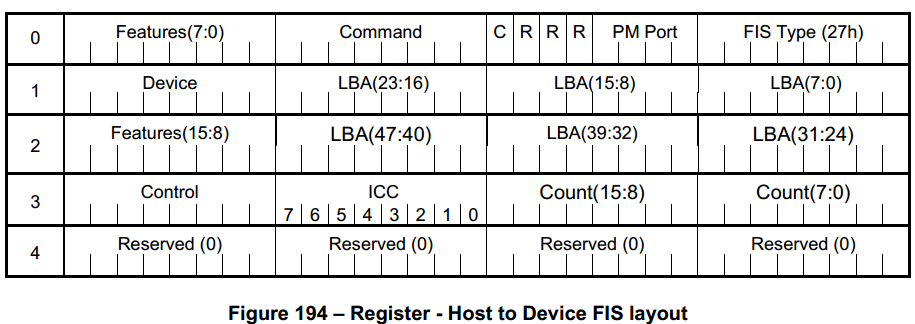 0 Features(7:0) Command C R R R PM Port FIS Type (27h)
1 Device LBA(23:16) LBA(15:8) LBA(7:0)
2 Features(15:8) LBA(47:40) LBA(39:32) LBA(31:24)
3 Control ICC Count(15:8) Count(7:0)
7 6 5 4 3 2 1 0
4 Reserved (0) Reserved (0) Reserved (0) Reserved (0)
Figure 194 – Register - Host to Device FIS layout